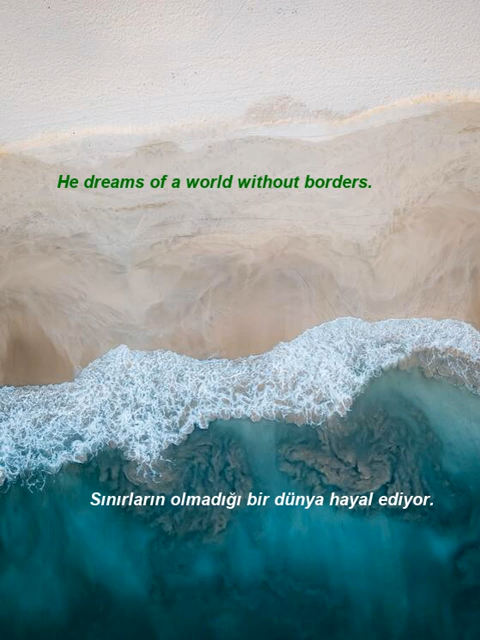 He dreams of a world without borders.
Sınırların olmadığı bir dünya hayal ediyor.